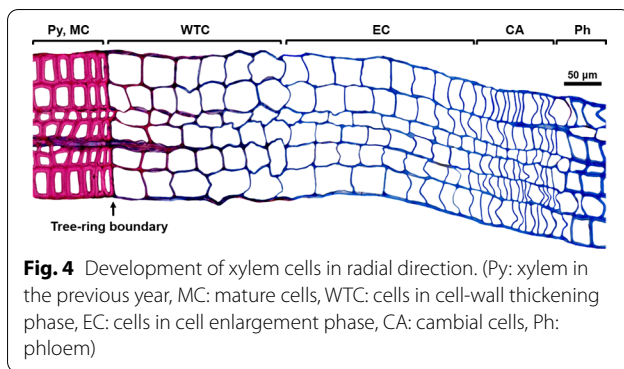 Py, MC WTC EC CA Ph
50 µm
Tree-ring boundary
Fig. 4 Development of xylem cells in radial direction. (Py: xylem in
the previous year, MC: mature cells, WTC: cells in cell-wall thickening
phase, EC: cells in cell enlargement phase, CA: cambial cells, Ph:
phloem)